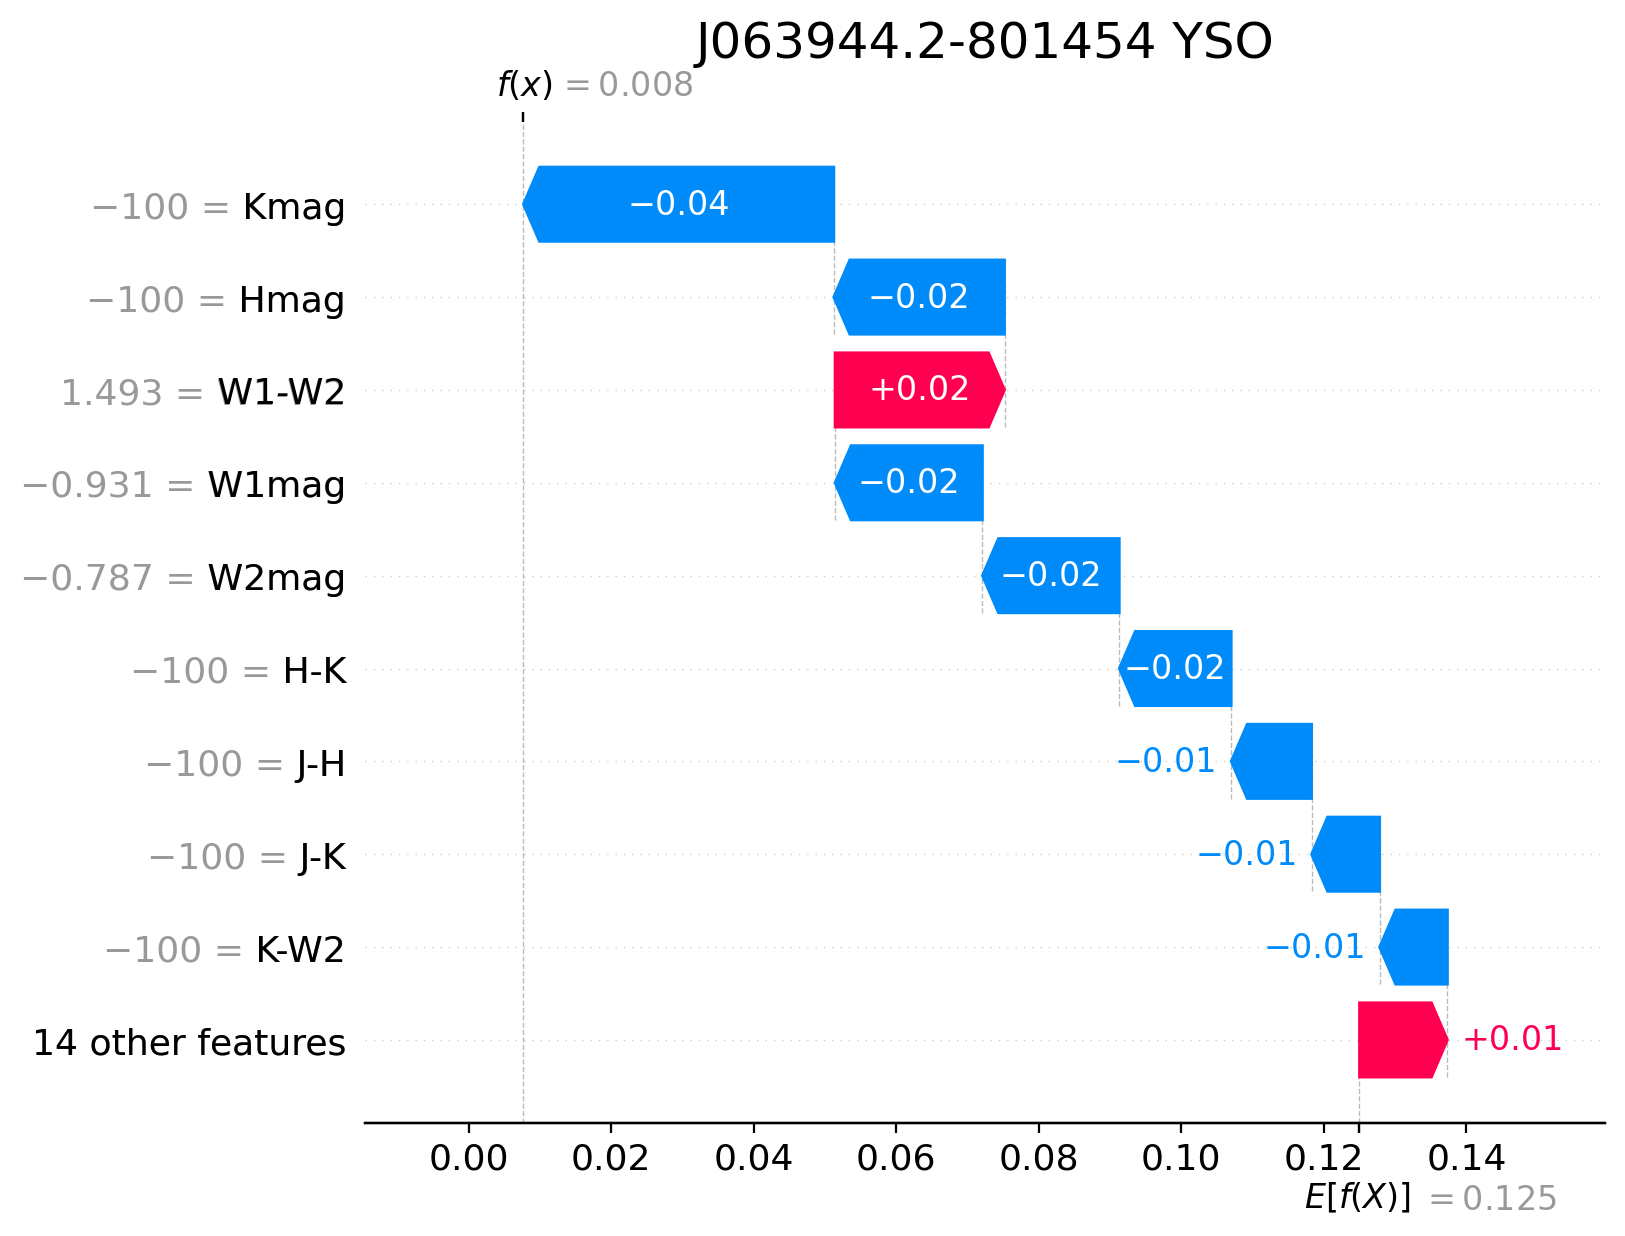 J063944.2-801454 YSO
f(x) = 0.008
−100 = Kmag
−0.04
−100 = Hmag
−0.02
1.493 = W1-W2
+0.02
−0.931 = W1mag
−0.02
−0.787 = W2mag
−0.02
−100 = H-K
−0.02
−100 = J-H
−0.01
−100 = J-K
−0.01
−100 = K-W2
−0.01
14 other features
+0.01
0.00 0.02 0.04 0.06 0.08 0.10 0.12 0.14
E[f(X)] = 0.125